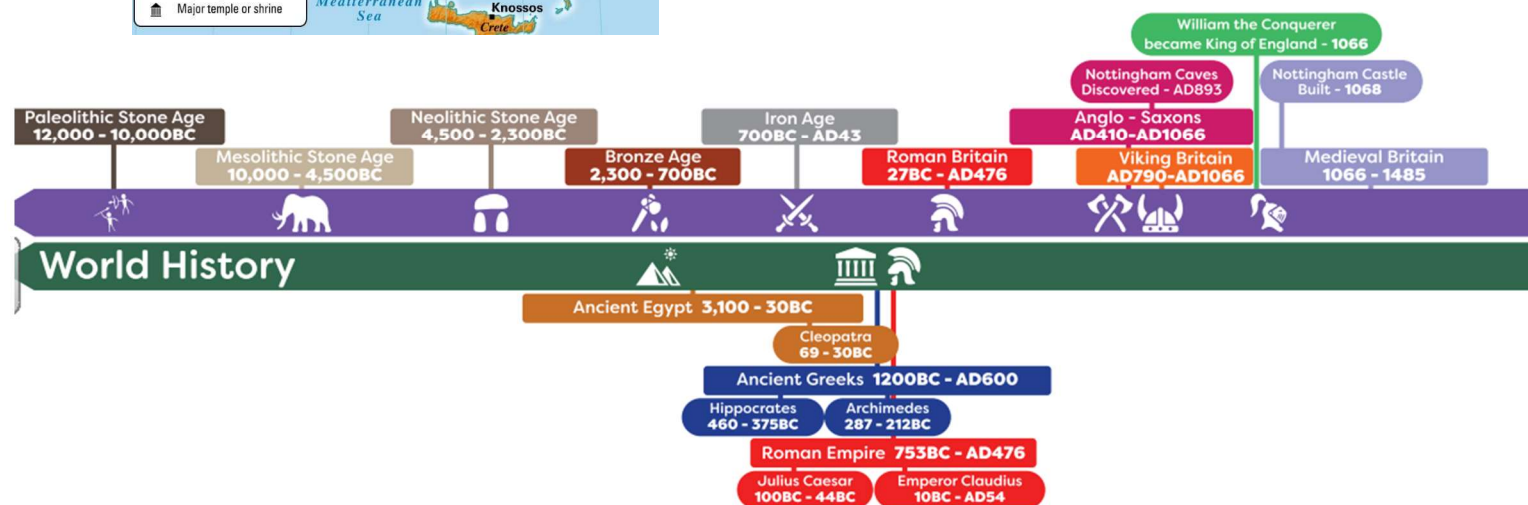 Major temple or shrine
Mediterranean
Sea
Knossos
Crete
William the Conquerer
became King of England - 1066
Nottingham Caves
Discovered - AD893
Nottingham Castle
Built - 1068
Paleolithic Stone Age
12,000 - 10,000BC
Neolithic Stone Age
4,500 - 2,300BC
Iron Age
700BC - AD43
Anglo - Saxons
AD410-AD1066
Mesolithic Stone Age
10,000 - 4,500BC
Bronze Age
2,300 - 700BC
Roman Britain
27BC - AD476
Viking Britain
AD790-AD1066
Medieval Britain
1066 - 1485
World History
Ancient Egypt 3,100 - 30BC
Cleopatra
69 - 30BC
Ancient Greeks 1200BC - AD600
Hippocrates
460 - 375BC
Archimedes
287 - 212BC
Roman Empire 753BC - AD476
Julius Caesar
100BC - 44BC
Emperor Claudius
10BC - AD54